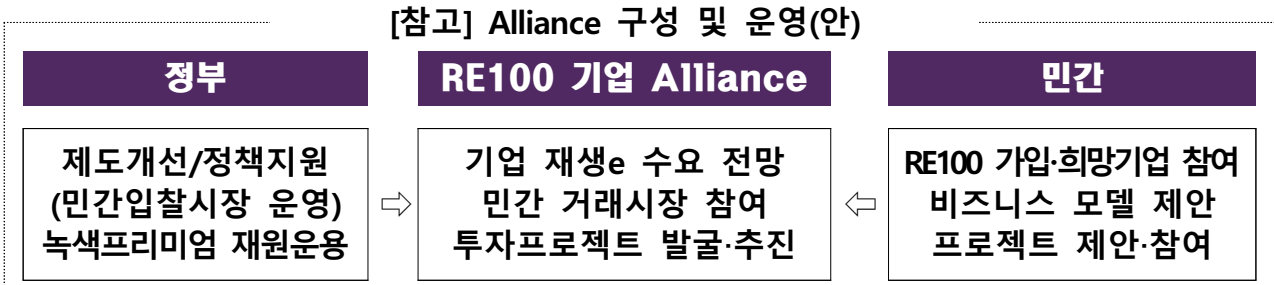 [참고] Alliance 구성 및 운영(안)
정부
제도개선/정책지원
(민간입찰시장 운영)
녹색프리미엄 재원운용
⇨
RE100 기업 Alliance
기업 재생e 수요 전망
민간 거래시장 참여
투자프로젝트 발굴·추진
⇦
민간
RE100 가입·희망기업 참여
비즈니스 모델 제안
프로젝트 제안·참여